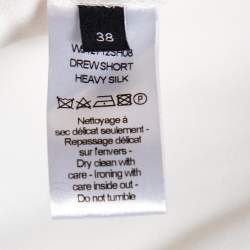 38
DREW SHORT
HEAVY SILK
P
Nettoyage à
sec délicat seulement -
Repassage délicat
sur l'envers -
Dry clean with
care - Ironing with
care inside out -
Do not tumble